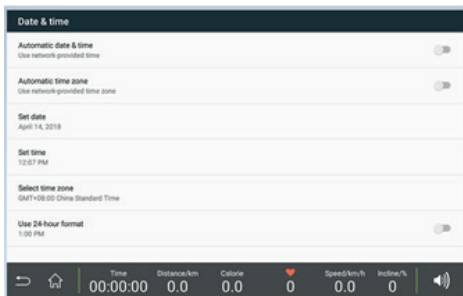 Date & time
Automatic date & time
Use network-provided time
Automatic time zone
Use network-provided time zone
Set date
April 14, 2018
Set time
12:07 PM
Select time zone
GMT+08:00 China Standard Time
Use 24-hour format
1:00 PM
Time Distance/km Calorie Speed/km/h Incline/%
00:00:00 0.0 0.0 0 0.0 0